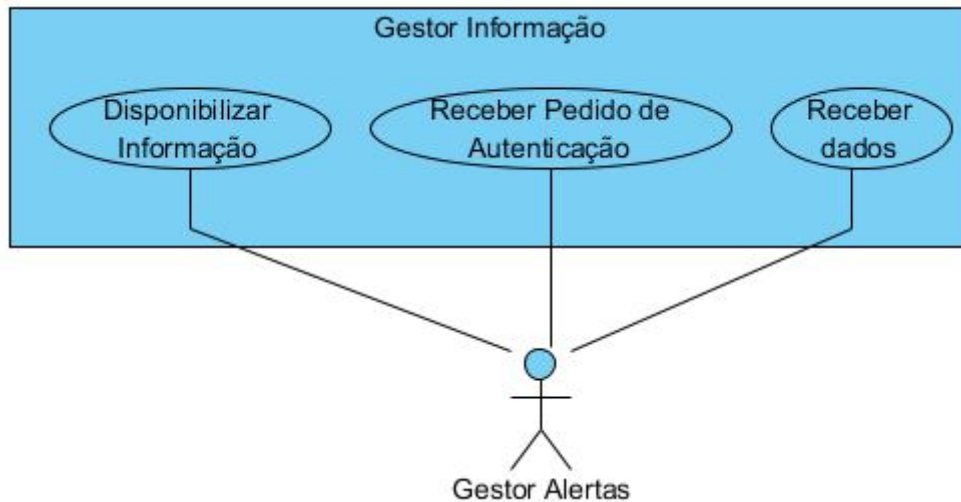 Gestor Informação
Disponibilizar
Informação
Receber Pedido de
Autenticação
Receber
dados
Gestor Alertas